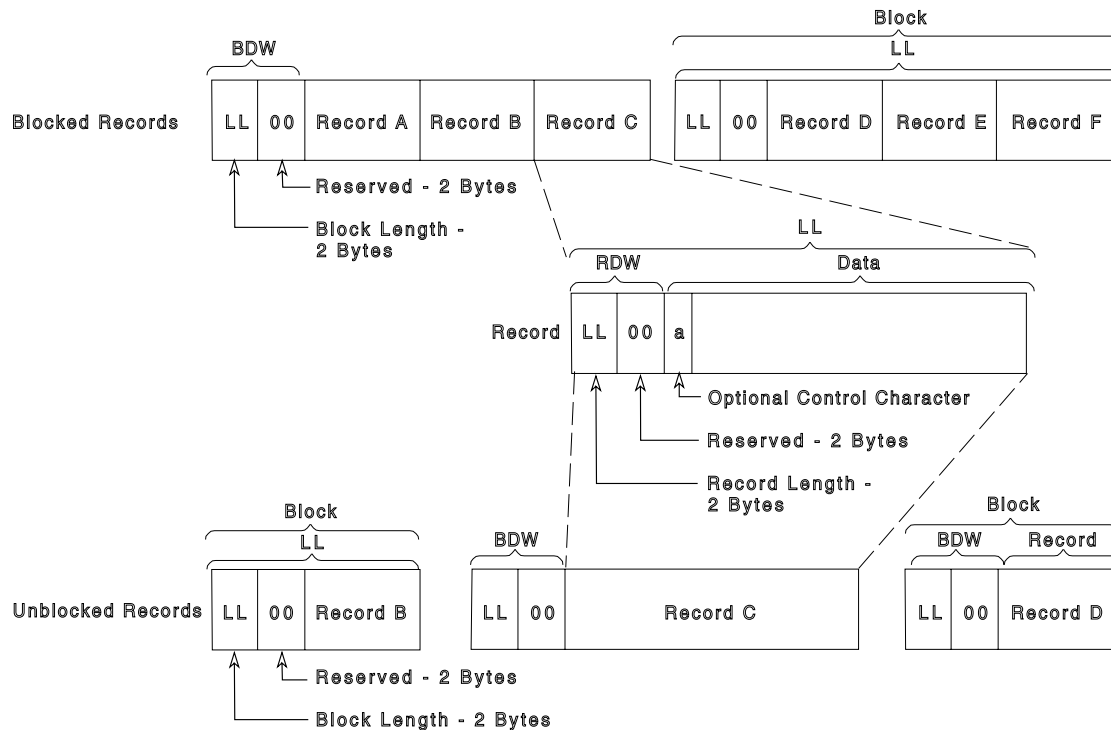 Block
BDW
LL
Blocked Records
LL 00 Record A Record B Record C
LL 00 Record D Record E Record F
Reserved - 2 Bytes
Block Length -
2 Bytes
LL
RDW
Data
Record
LL 00 a
Optional Control Character
Reserved - 2 Bytes
Record Length -
2 Bytes
Block
LL
BDW
Block
BDW Record
Unblocked Records
LL 00 Record B
LL 00 Record C
LL 00 Record D
Reserved - 2 Bytes
Block Length - 2 Bytes